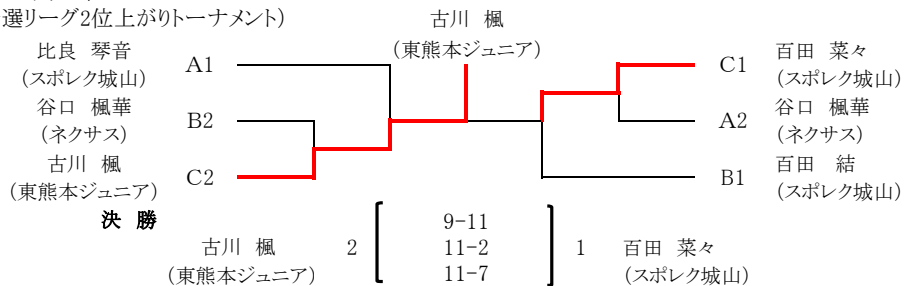 選リーグ2位上がりトーナメント)
古川 楓
(東熊本ジュニア)
比良 琴音
(スポレク城山)
A1
谷口 楓華
(ネクサス)
B2
古川 楓
(東熊本ジュニア)
C2
C1
百田 菜々
(スポレク城山)
A2
谷口 楓華
(ネクサス)
B1
百田 結
(スポレク城山)
決 勝
古川 楓
(東熊本ジュニア)
2
9-11
11-2
11-7
1
百田 菜々
(スポレク城山)